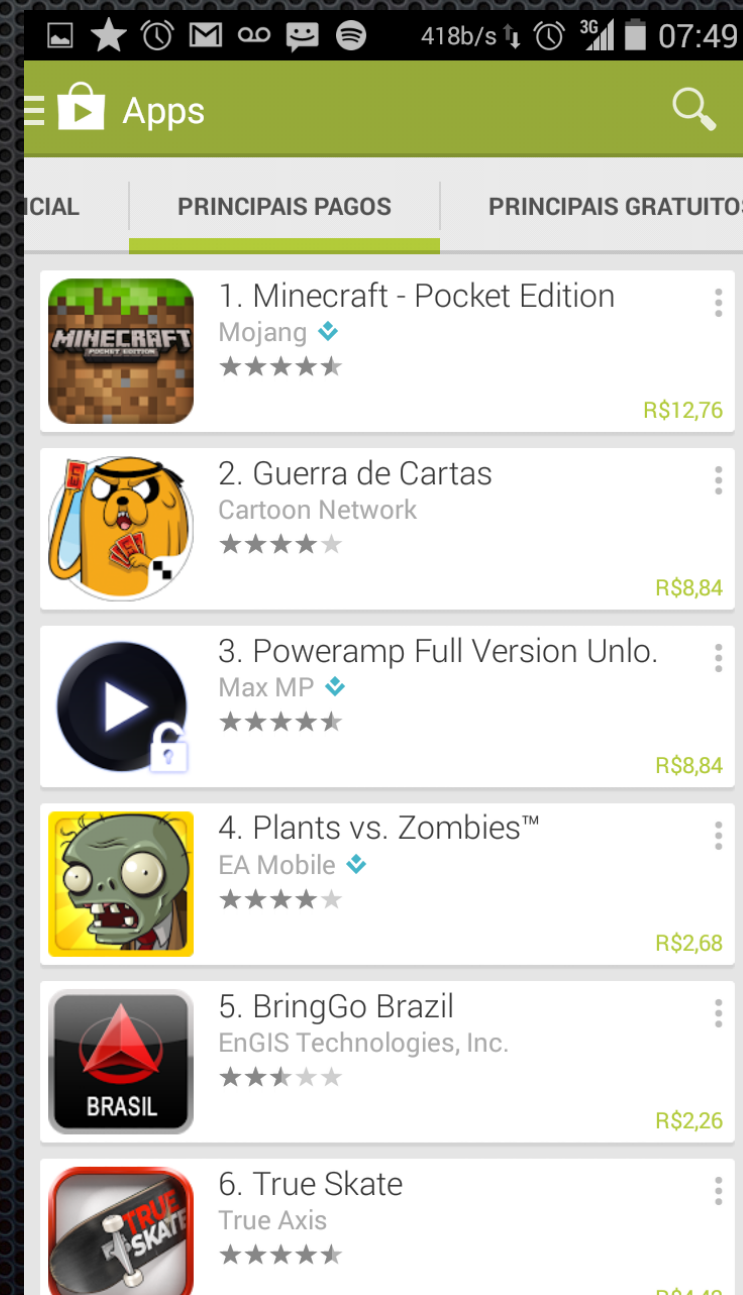 418b/s 3G 07:49
Apps
ICIAL PRINCIPAIS PAGOS PRINCIPAIS GRATUITOS
MINECRAFT
POCKET EDITION
1. Minecraft - Pocket Edition
Mojang
R$12,76
2. Guerra de Cartas
Cartoon Network
R$8,84
3. Poweramp Full Version Unlo.
Max MP
R$8,84
4. Plants vs. Zombies™
EA Mobile
R$2,68
BRASIL
5. BringGo Brazil
EnGIS Technologies, Inc.
R$2,26
TRUE
SKATE
6. True Skate
True Axis